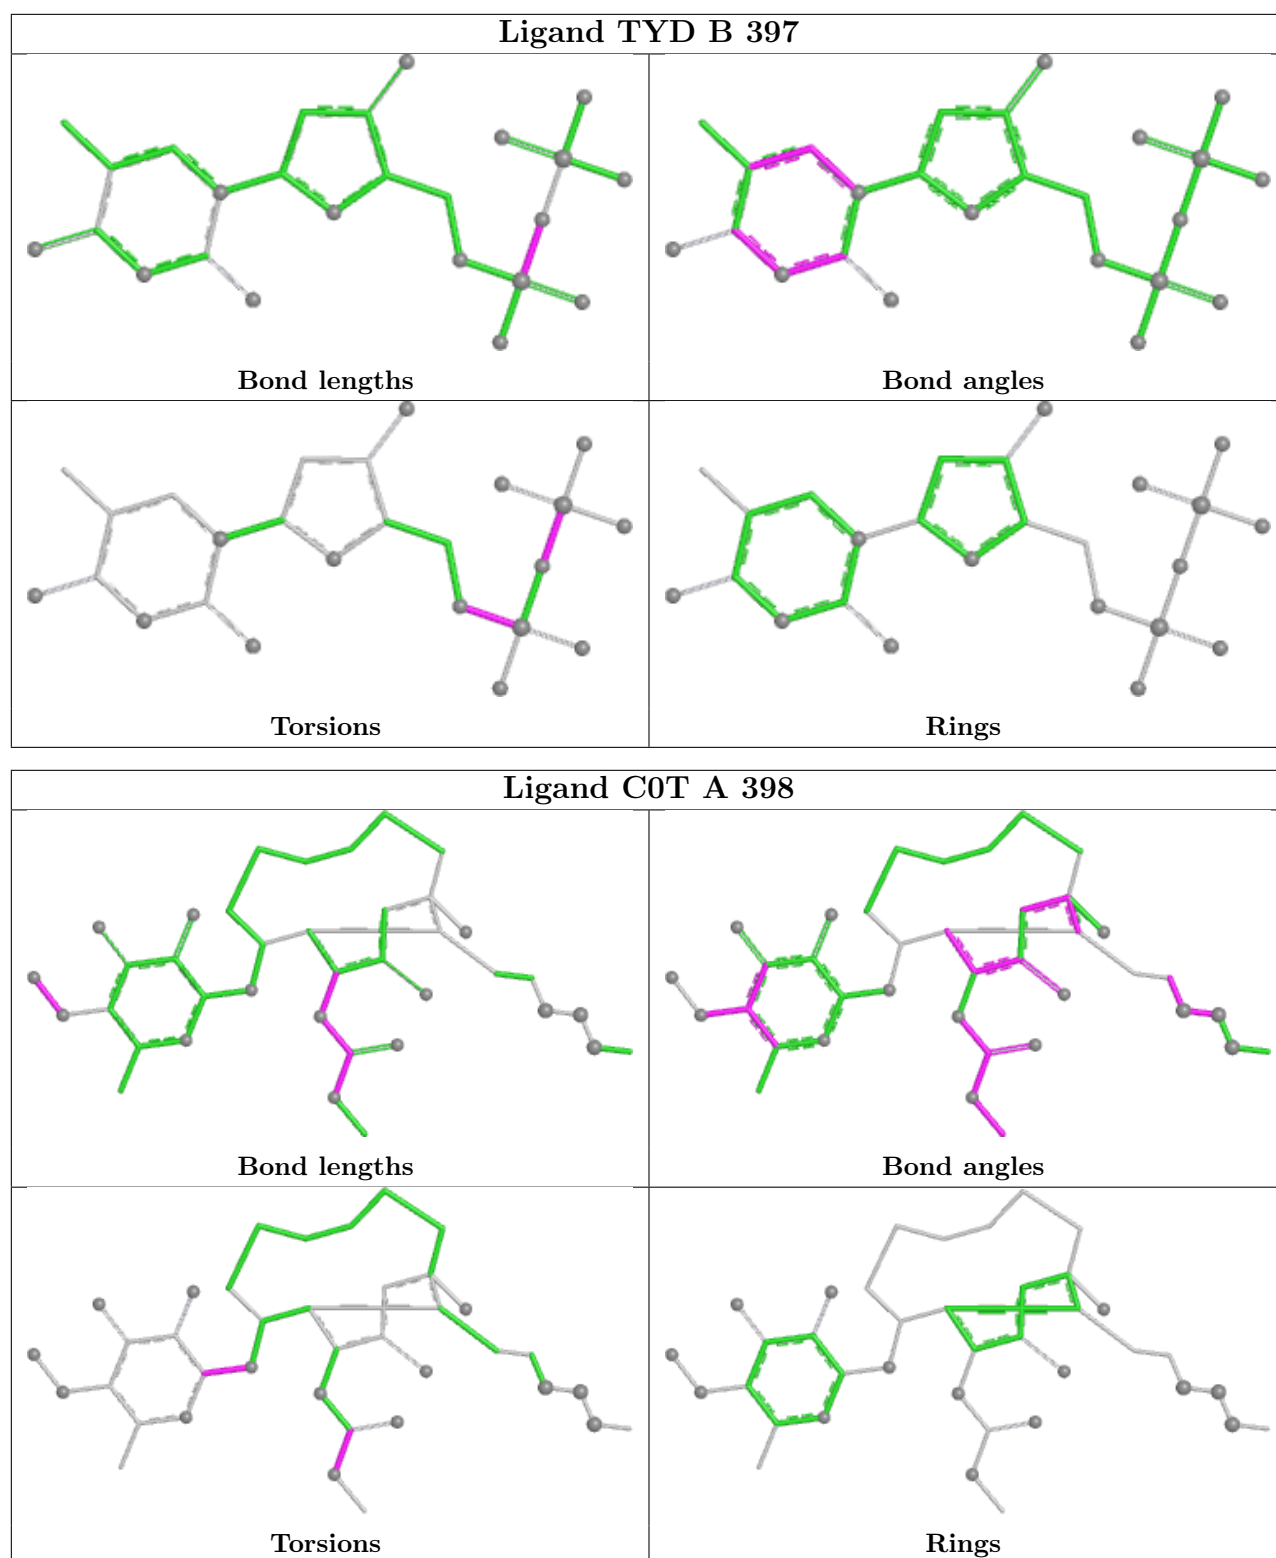 Ligand TYD B 397
Bond lengths
Bond angles
Torsions
Rings
Ligand C0T A 398
Bond lengths
Bond angles
Torsions
Rings